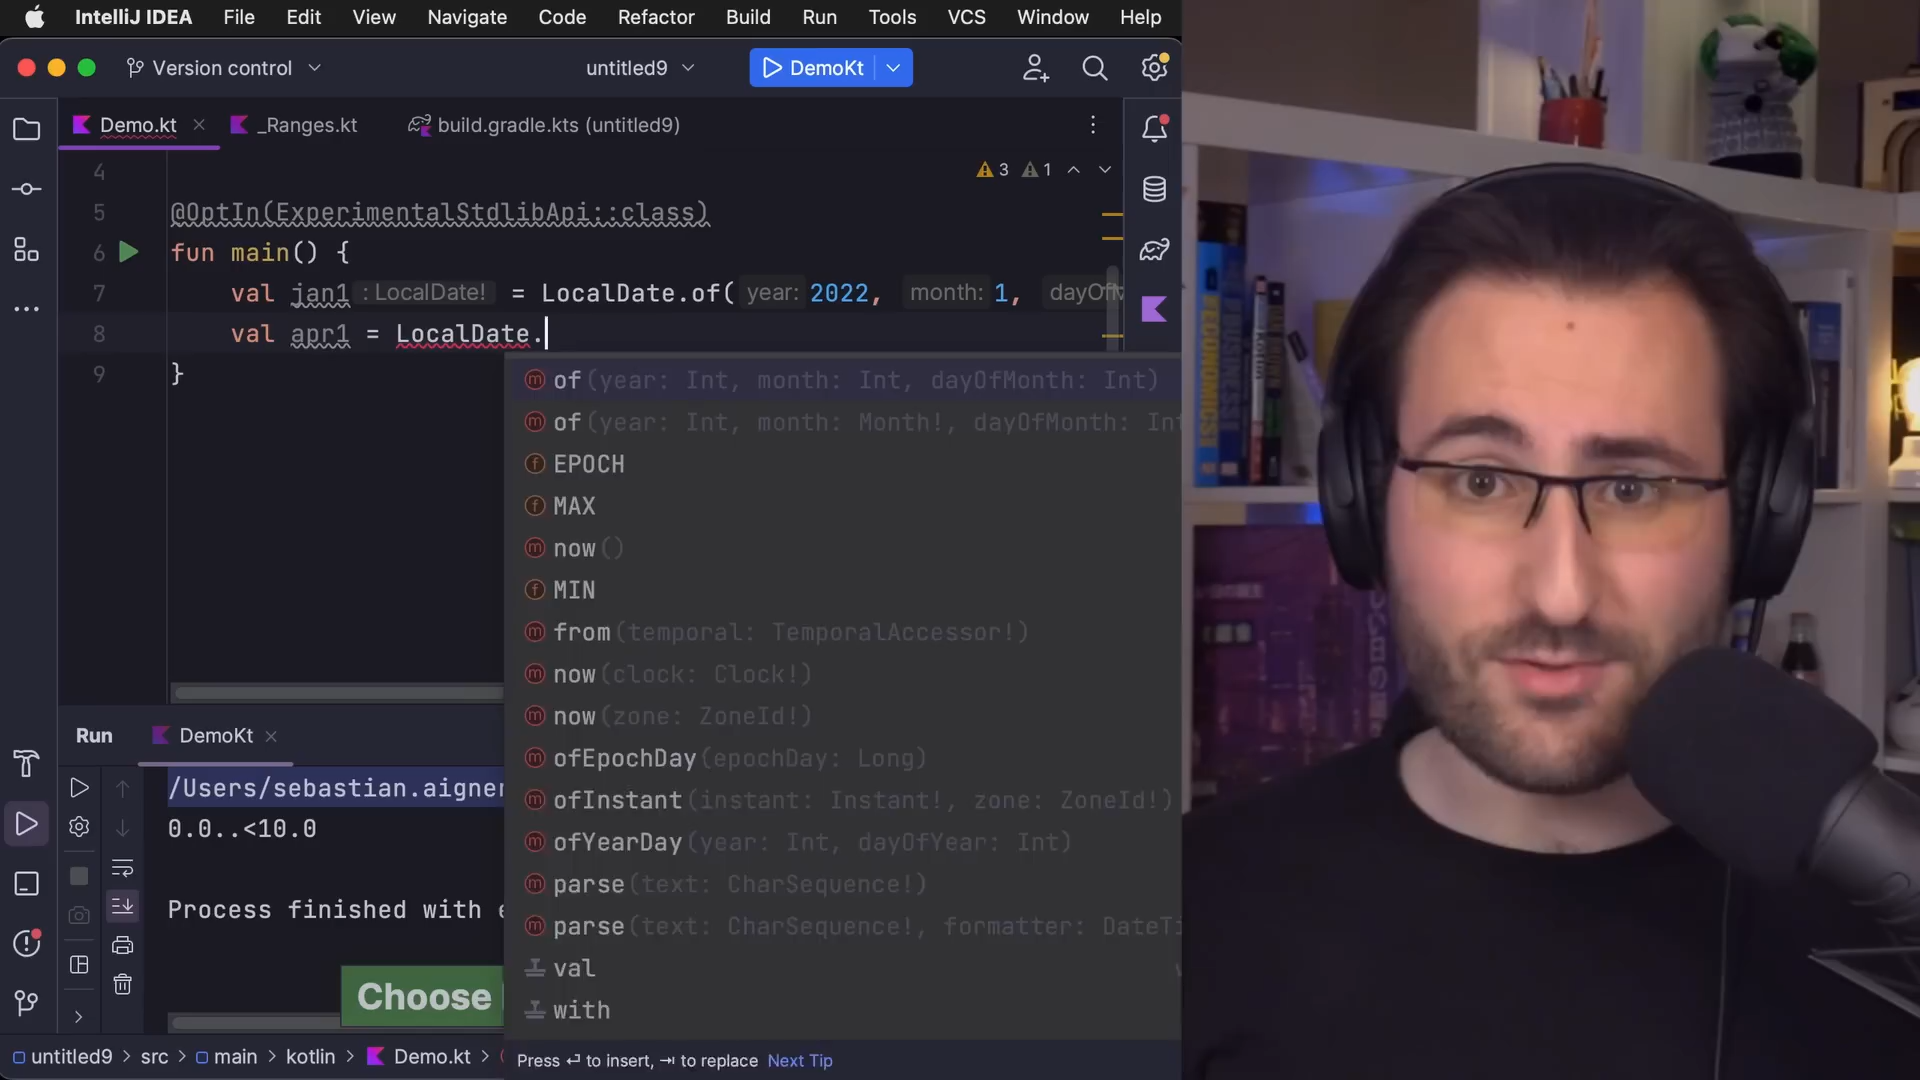 IntelliJ IDEA File Edit View Navigate Code Refactor Build Run Tools VCS Window Help
Version control untitled9 DemoKt
Demo.kt _Ranges.kt build.gradle.kts (untitled9)
4 3 1
5 @OptIn(ExperimentalStdlibApi::class)
6 fun main() {
7 val jan1 : LocalDate! = LocalDate.of( year: 2022, month: 1, dayOfM
8 val apr1 = LocalDate.
9 }
of(year: Int, month: Int, dayOfMonth: Int)
of(year: Int, month: Month!, dayOfMonth: Int
EPOCH
MAX
now()
MIN
from(temporal: TemporalAccessor!)
now(clock: Clock!)
now(zone: ZoneId!)
ofEpochDay(epochDay: Long)
ofInstant(instant: Instant!, zone: ZoneId!)
ofYearDay(year: Int, dayOfYear: Int)
parse(text: CharSequence!)
parse(text: CharSequence!, formatter: DateTi
val
with
Press ⏎ to insert, ⇥ to replace Next Tip
Run DemoKt
/Users/sebastian.aigner
0.0..<10.0
Process finished with e
Choose
untitled9 > src > main > kotlin > Demo.kt >
ECONOMICS
BUSINESS